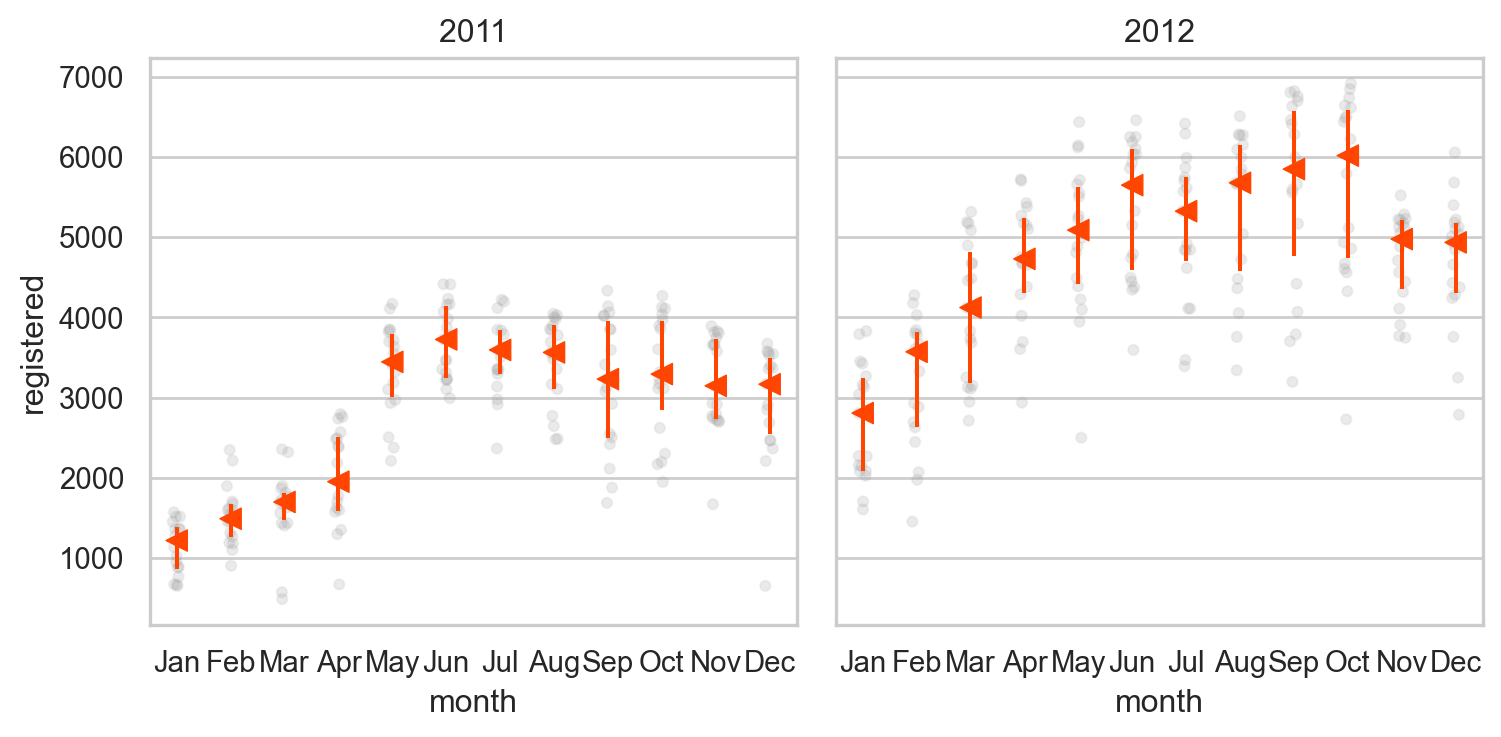 2011 2012
7000
6000
5000
4000
3000
2000
1000
registered
Jan Feb Mar Apr May Jun Jul Aug Sep Oct Nov Dec
Jan Feb Mar Apr May Jun Jul Aug Sep Oct Nov Dec
month month